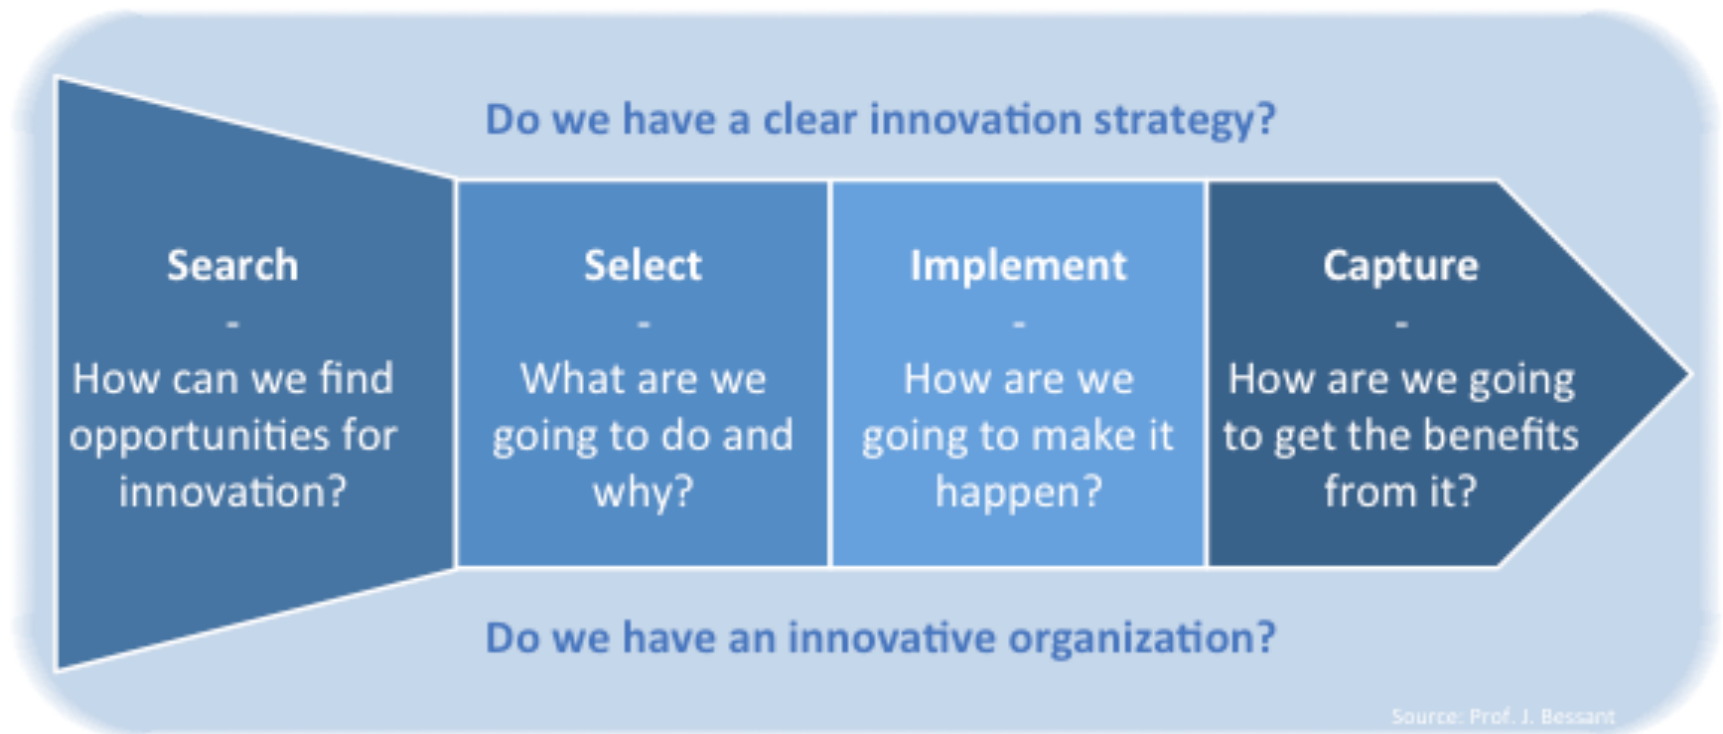 Do we have a clear innovation strategy?
Search
-
How can we find
opportunities for
innovation?
Select
-
What are we
going to do and
why?
Implement
-
How are we
going to make it
happen?
Capture
-
How are we going
to get the benefits
from it?
Do we have an innovative organization?
Source: Prof. J. Bessant